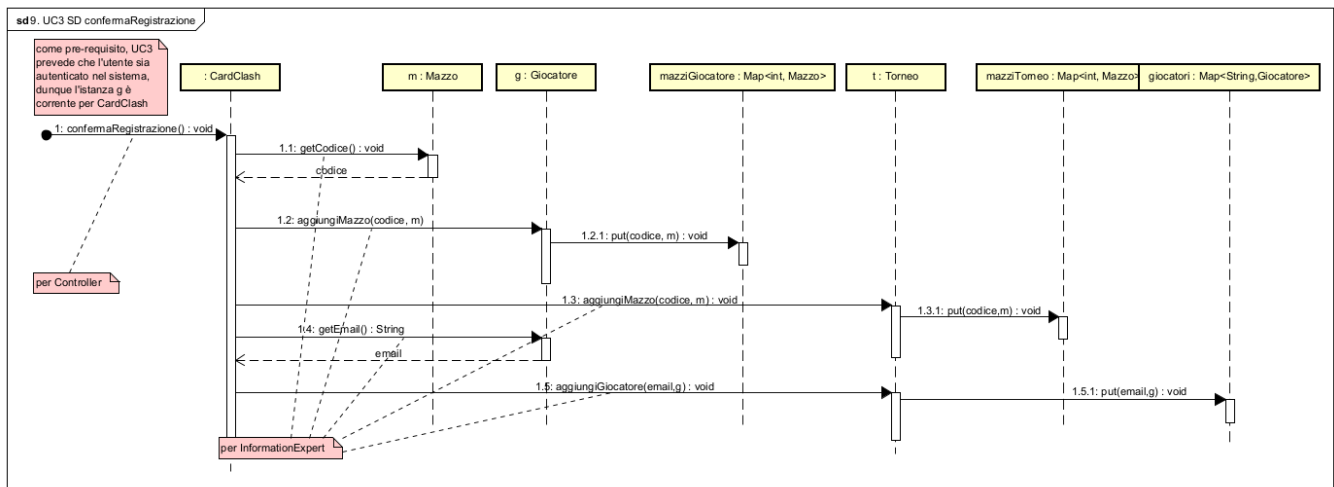 sd 9. UC3 SD confermaRegistrazione
come pre-requisito, UC3
prevede che l'utente sia
autenticato nel sistema,
dunque l'istanza g è
corrente per CardClash
: CardClash
m : Mazzo
g : Giocatore
mazziGiocatore : Map<int, Mazzo>
t : Torneo
mazziTorneo : Map<int, Mazzo>
giocatori : Map<String,Giocatore>
1: confermaRegistrazione() : void
1.1: getCodice() : void
codice
1.2: aggiungiMazzo(codice, m)
1.2.1: put(codice, m) : void
per Controller
1.3: aggiungiMazzo(codice, m) : void
1.3.1: put(codice,m) : void
1.4: getEmail() : String
email
1.5: aggiungiGiocatore(email,g) : void
1.5.1: put(email,g) : void
per InformationExpert